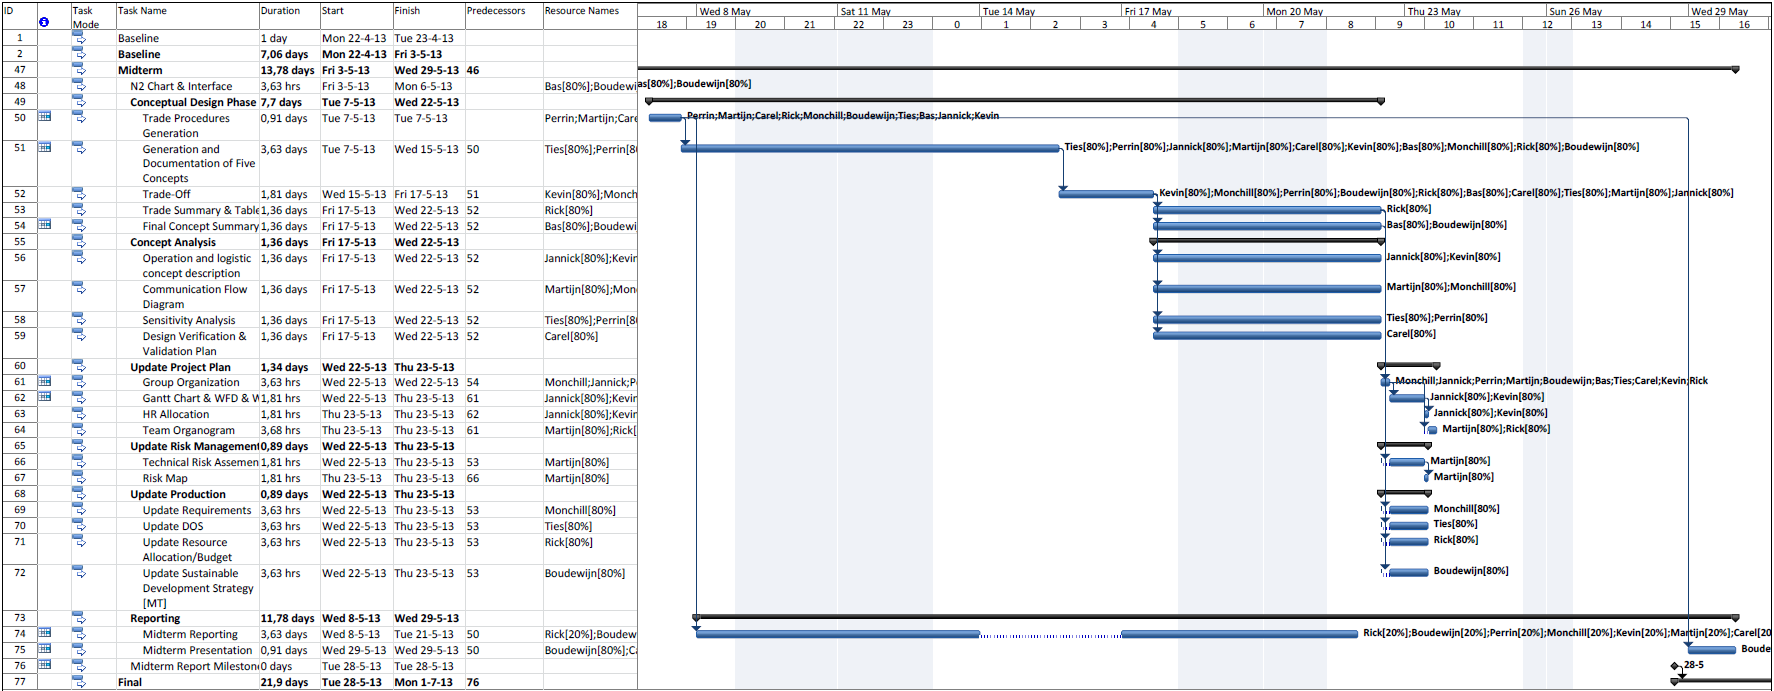 ID Task Mode Task Name Duration Start Finish Predecessors Resource Names
Wed 8 May Sat 11 May Tue 14 May Fri 17 May Mon 20 May Thu 23 May Sun 26 May Wed 29 May
18 19 20 21 22 23 0 1 2 3 4 5 6 7 8 9 10 11 12 13 14 15 16
1 Baseline 1 day Mon 22-4-13 Tue 23-4-13
2 Baseline 7,06 days Mon 22-4-13 Fri 3-5-13
47 Midterm 13,78 days Fri 3-5-13 Wed 29-5-13 46
48 N2 Chart & Interface 3,63 hrs Fri 3-5-13 Mon 6-5-13 Bas[80%];Boudewi as[80%];Boudewijn[80%]
49 Conceptual Design Phase 7,7 days Tue 7-5-13 Wed 22-5-13
50 Trade Procedures Generation 0,91 days Tue 7-5-13 Tue 7-5-13 Perrin;Martijn;Care Perrin;Martijn;Carel;Rick;Monchill;Boudewijn;Ties;Bas;Jannick;Kevin
51 Generation and Documentation of Five Concepts 3,63 days Tue 7-5-13 Wed 15-5-13 50 Ties[80%];Perrin[80 Ties[80%];Perrin[80%];Jannick[80%];Martijn[80%];Carel[80%];Kevin[80%];Bas[80%];Monchill[80%];Rick[80%];Boudewijn[80%]
52 Trade-Off 1,81 days Wed 15-5-13 Fri 17-5-13 51 Kevin[80%];Monch Kevin[80%];Monchill[80%];Perrin[80%];Boudewijn[80%];Rick[80%];Bas[80%];Carel[80%];Ties[80%];Martijn[80%];Jannick[80%]
53 Trade Summary & Table 1,36 days Fri 17-5-13 Wed 22-5-13 52 Rick[80%] Rick[80%]
54 Final Concept Summary 1,36 days Fri 17-5-13 Wed 22-5-13 52 Bas[80%];Boudewi Bas[80%];Boudewijn[80%]
55 Concept Analysis 1,36 days Fri 17-5-13 Wed 22-5-13
56 Operation and logistic concept description 1,36 days Fri 17-5-13 Wed 22-5-13 52 Jannick[80%];Kevin Jannick[80%];Kevin[80%]
57 Communication Flow Diagram 1,36 days Fri 17-5-13 Wed 22-5-13 52 Martijn[80%];Mon Martijn[80%];Monchill[80%]
58 Sensitivity Analysis 1,36 days Fri 17-5-13 Wed 22-5-13 52 Ties[80%];Perrin[80 Ties[80%];Perrin[80%]
59 Design Verification & Validation Plan 1,36 days Fri 17-5-13 Wed 22-5-13 52 Carel[80%] Carel[80%]
60 Update Project Plan 1,34 days Wed 22-5-13 Thu 23-5-13
61 Group Organization 3,63 hrs Wed 22-5-13 Wed 22-5-13 54 Monchill;Jannick;P Monchill;Jannick;Perrin;Martijn;Boudewijn;Bas;Ties;Carel;Kevin;Rick
62 Gantt Chart & WFD & W 1,81 hrs Wed 22-5-13 Thu 23-5-13 61 Jannick[80%];Kevin Jannick[80%];Kevin[80%]
63 HR Allocation 1,81 hrs Thu 23-5-13 Thu 23-5-13 62 Jannick[80%];Kevin Jannick[80%];Kevin[80%]
64 Team Organogram 3,68 hrs Thu 23-5-13 Thu 23-5-13 61 Martijn[80%];Rick[ Martijn[80%];Rick[80%]
65 Update Risk Management 0,89 days Wed 22-5-13 Thu 23-5-13
66 Technical Risk Assemen 1,81 hrs Wed 22-5-13 Thu 23-5-13 53 Martijn[80%] Martijn[80%]
67 Risk Map 1,81 hrs Thu 23-5-13 Thu 23-5-13 66 Martijn[80%] Martijn[80%]
68 Update Production 0,89 days Wed 22-5-13 Thu 23-5-13
69 Update Requirements 3,63 hrs Wed 22-5-13 Thu 23-5-13 53 Monchill[80%] Monchill[80%]
70 Update DOS 3,63 hrs Wed 22-5-13 Thu 23-5-13 53 Ties[80%] Ties[80%]
71 Update Resource Allocation/Budget 3,63 hrs Wed 22-5-13 Thu 23-5-13 53 Rick[80%] Rick[80%]
72 Update Sustainable Development Strategy [MT] 3,63 hrs Wed 22-5-13 Thu 23-5-13 53 Boudewijn[80%] Boudewijn[80%]
73 Reporting 11,78 days Wed 8-5-13 Wed 29-5-13
74 Midterm Reporting 3,63 days Wed 8-5-13 Tue 21-5-13 50 Rick[20%];Boudew Rick[20%];Boudewijn[20%];Perrin[20%];Monchill[20%];Kevin[20%];Martijn[20%];Carel[20
75 Midterm Presentation 0,91 days Wed 29-5-13 Wed 29-5-13 50 Boudewijn[80%];Ca Boude
76 Midterm Report Mileston 0 days Tue 28-5-13 Tue 28-5-13 28-5
77 Final 21,9 days Tue 28-5-13 Mon 1-7-13 76